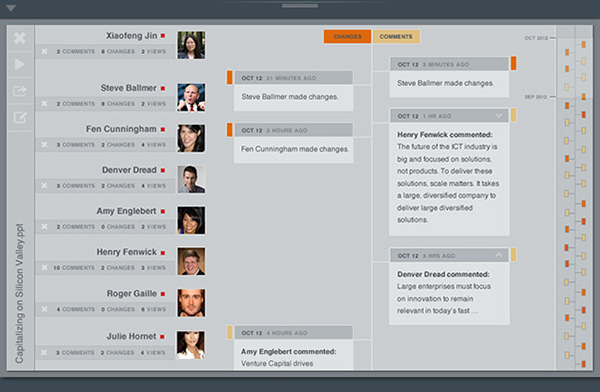 Xiaofeng Jin
2 COMMENTS 8 CHANGES 2 VIEWS
Steve Ballmer
2 COMMENTS 8 CHANGES 2 VIEWS
Fen Cunningham
3 COMMENTS 2 CHANGES 4 VIEWS
Denver Dread
3 COMMENTS 2 CHANGES 5 VIEWS
Amy Englebert
2 COMMENTS 0 CHANGES 2 VIEWS
Henry Fenwick
10 COMMENTS 2 CHANGES 3 VIEWS
Roger Gaille
4 COMMENTS 0 CHANGES 6 VIEWS
Julie Hornet
3 COMMENTS 2 CHANGES 4 VIEWS
Capitalizing on Silicon Valley.ppt
CHANGES COMMENTS
OCT 12 21 MINUTES AGO
Steve Ballmer made changes.
OCT 12 2 HOURS AGO
Fen Cunningham made changes.
OCT 12 4 HOURS AGO
Amy Englebert commented:
Venture Capital drives
OCT 12 2 MINUTES AGO
Steve Ballmer made changes.
OCT 12 1 HR AGO
Henry Fenwick commented:
The future of the ICT industry is
big and focused on solutions,
not products. To deliver these
solutions, scale matters. It takes
a large, diversified company to
deliver large diversified
solutions.
OCT 12 3 HRS AGO
Denver Dread commented:
Large enterprises must focus
on innovation to remain
relevant in today's fast ...
OCT 2012
SEP 2012